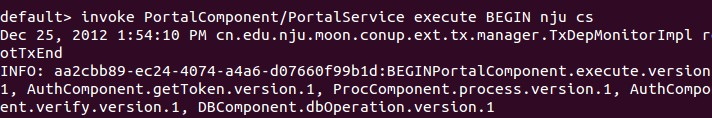 default> invoke PortalComponent/PortalService execute BEGIN nju cs
Dec 25, 2012 1:54:10 PM cn.edu.nju.moon.conup.ext.tx.manager.TxDepMonitorImpl ro
otTxEnd
INFO: aa2cbb89-ec24-4074-a4a6-d07660f99b1d:BEGINPortalComponent.execute.version.
1, AuthComponent.getToken.version.1, ProcComponent.process.version.1, AuthCompon
ent.verify.version.1, DBComponent.dbOperation.version.1